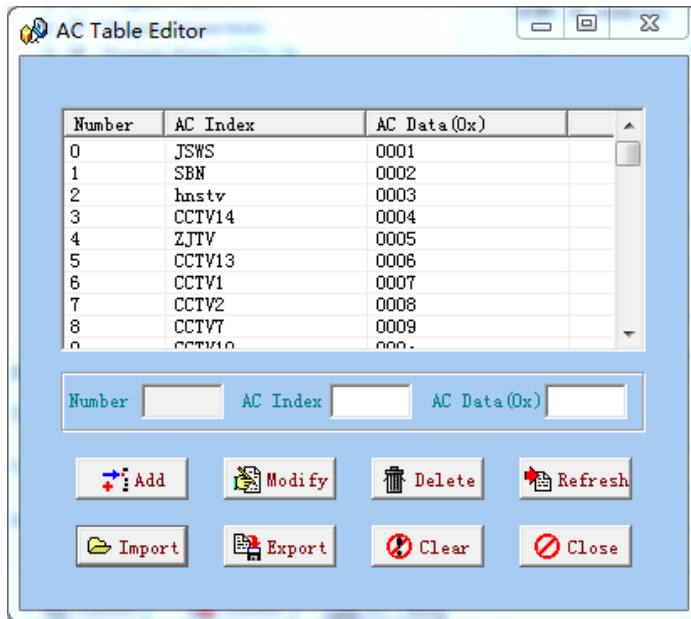 AC Table Editor
Number AC Index AC Data(0x)
0 JSWS 0001
1 SBN 0002
2 hnstv 0003
3 CCTV14 0004
4 ZJTV 0005
5 CCTV13 0006
6 CCTV1 0007
7 CCTV2 0008
8 CCTV7 0009
Number AC Index AC Data(0x)
Add Modify Delete Refresh
Import Export Clear Close